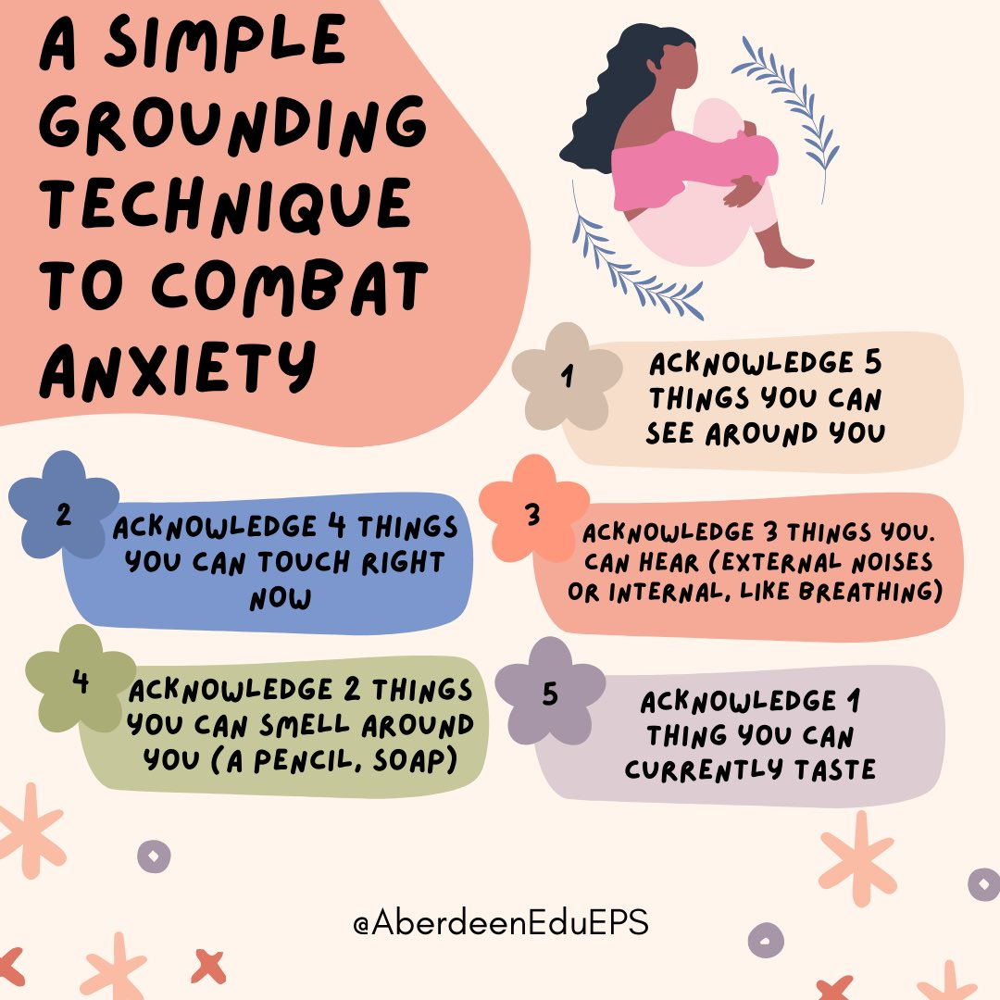 A SIMPLE
GROUNDING
TECHNIQUE
TO COMBAT
ANXIETY
1
ACKNOWLEDGE 5
THINGS YOU CAN
SEE AROUND YOU
2
ACKNOWLEDGE 4 THINGS
YOU CAN TOUCH RIGHT
NOW
3
ACKNOWLEDGE 3 THINGS YOU.
CAN HEAR (EXTERNAL NOISES
OR INTERNAL, LIKE BREATHING)
4
ACKNOWLEDGE 2 THINGS
YOU CAN SMELL AROUND
YOU (A PENCIL, SOAP)
5
ACKNOWLEDGE 1
THING YOU CAN
CURRENTLY TASTE
@AberdeenEduEPS